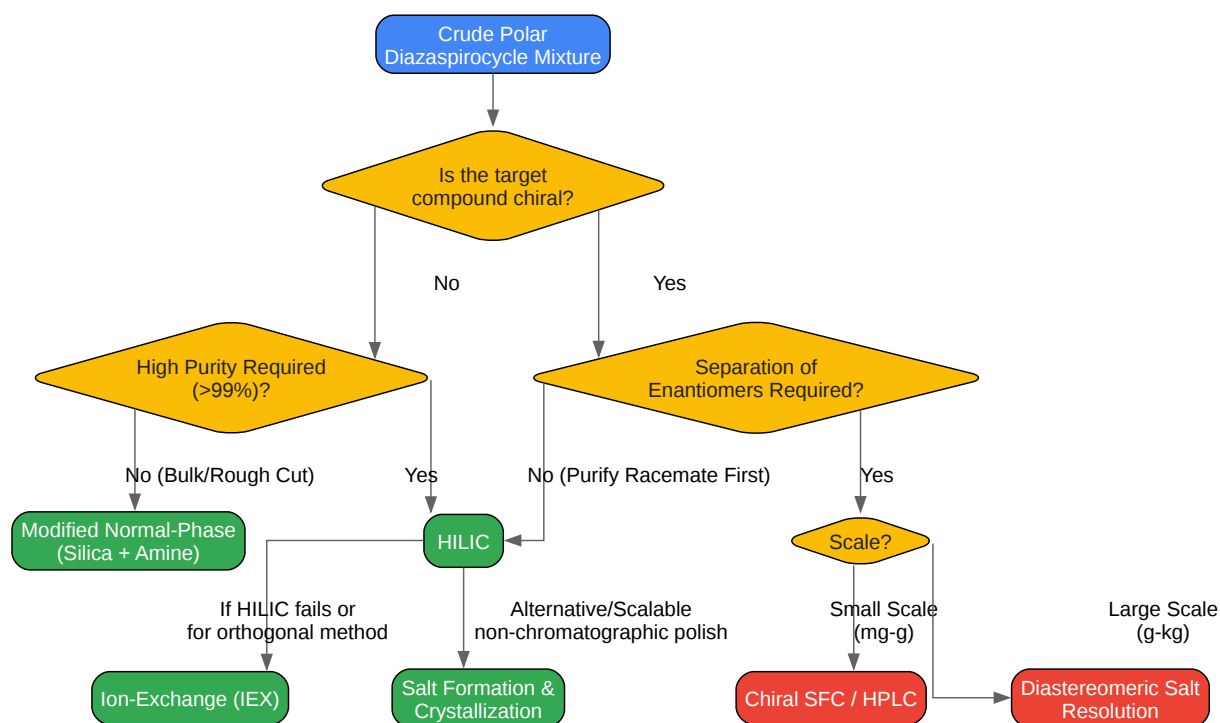 Crude Polar
Diazaspirocycle Mixture
Is the target
compound chiral?
No
Yes
High Purity Required
(>99%)?
Separation of
Enantiomers Required?
No (Bulk/Rough Cut)
Yes
No (Purify Racemate First)
Yes
Modified Normal-Phase
(Silica + Amine)
HILIC
Scale?
If HILIC fails or
for orthogonal method
Alternative/Scalable
non-chromatographic polish
Small Scale
(mg-g)
Large Scale
(g-kg)
Ion-Exchange (IEX)
Salt Formation &
Crystallization
Chiral SFC / HPLC
Diastereomeric Salt
Resolution